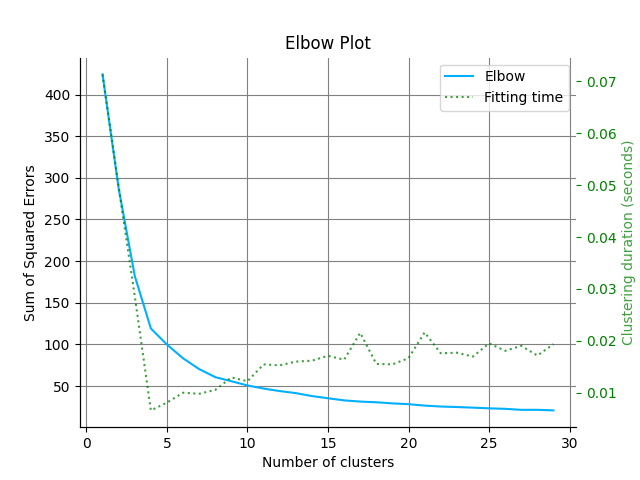 Elbow Plot
Elbow
Fitting time
Sum of Squared Errors
400
350
300
250
200
150
100
50
0.07
0.06
0.05
0.04
0.03
0.02
0.01
Clustering duration (seconds)
0 5 10 15 20 25 30
Number of clusters